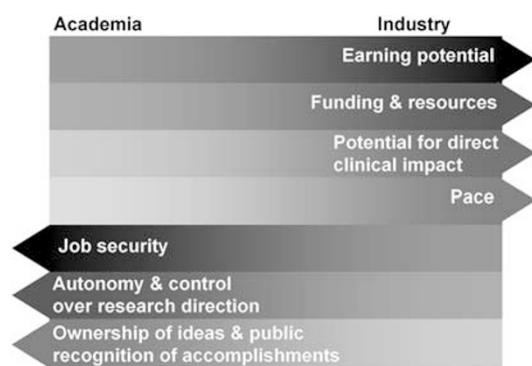 Academia Industry
Earning potential
Funding & resources
Potential for direct
clinical impact
Pace
Job security
Autonomy & control
over research direction
Ownership of ideas & public
recognition of accomplishments